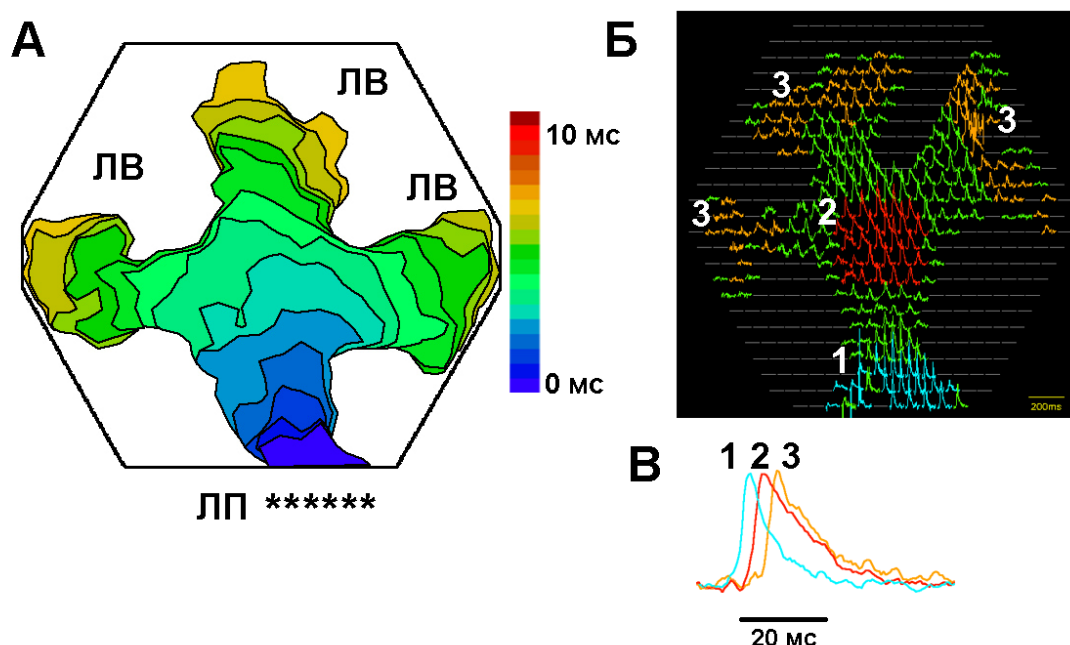 А
ЛВ
ЛВ
ЛВ
10 мс
0 мс
ЛП ******
Б
3
3
3
2
1
200ms
В
1 2 3
20 мс